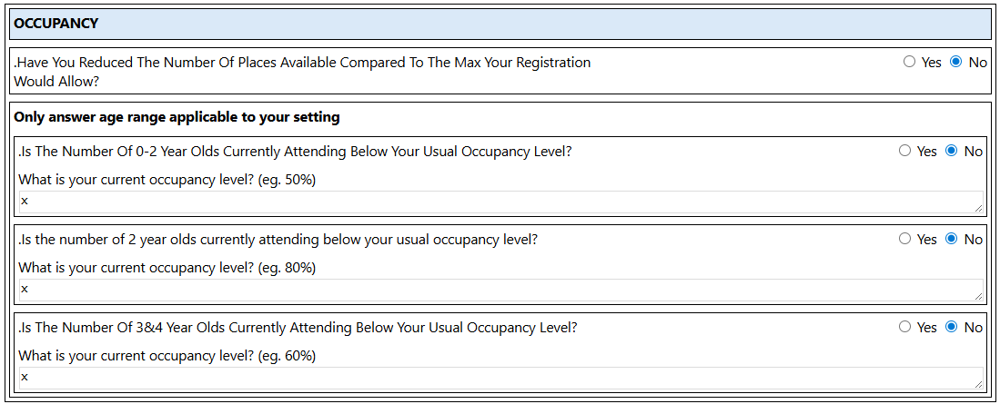 OCCUPANCY
.Have You Reduced The Number Of Places Available Compared To The Max Your Registration
Would Allow?
Yes No
Only answer age range applicable to your setting
.Is The Number Of 0-2 Year Olds Currently Attending Below Your Usual Occupancy Level? Yes No
What is your current occupancy level? (eg. 50%)
x
.Is the number of 2 year olds currently attending below your usual occupancy level? Yes No
What is your current occupancy level? (eg. 80%)
x
.Is The Number Of 3&4 Year Olds Currently Attending Below Your Usual Occupancy Level? Yes No
What is your current occupancy level? (eg. 60%)
x